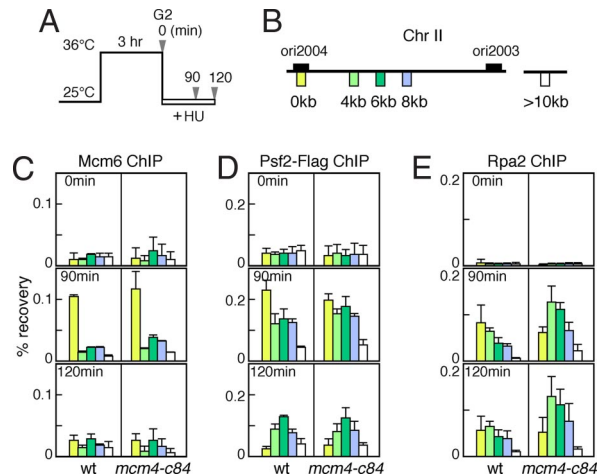 A
G2
0 (min)
36°C
3 hr
90
120
25°C
+HU
B
Chr II
ori2004
ori2003
0kb
4kb
6kb
8kb
>10kb
C
Mcm6 ChIP
D
Psf2-Flag ChIP
E
Rpa2 ChIP
% recovery
0min
0.1
0
90min
0.1
0
120min
0.1
0
wt
mcm4-c84
0min
0.2
0
90min
0.2
0
120min
0.2
0
wt
mcm4-c84
0min
0.2
0
90min
0.2
0
120min
0.2
0
wt
mcm4-c84